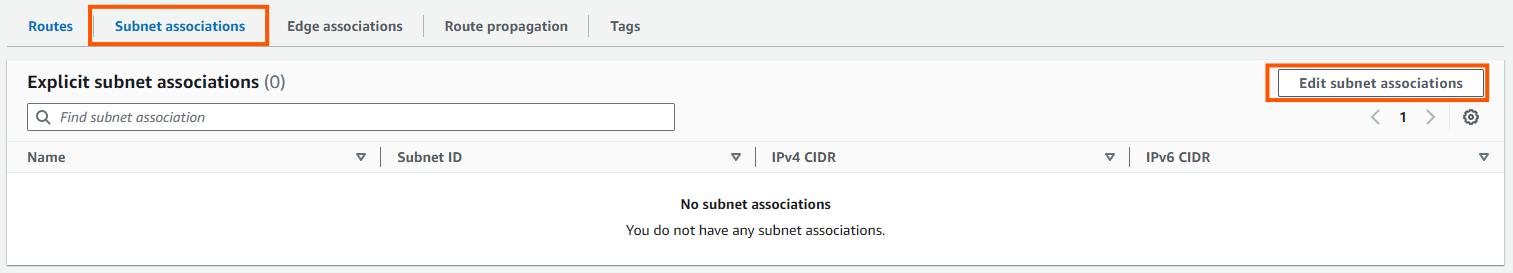 Routes Subnet associations Edge associations Route propagation Tags
Explicit subnet associations (0)
Edit subnet associations
Find subnet association
1
Name Subnet ID IPv4 CIDR IPv6 CIDR
No subnet associations
You do not have any subnet associations.